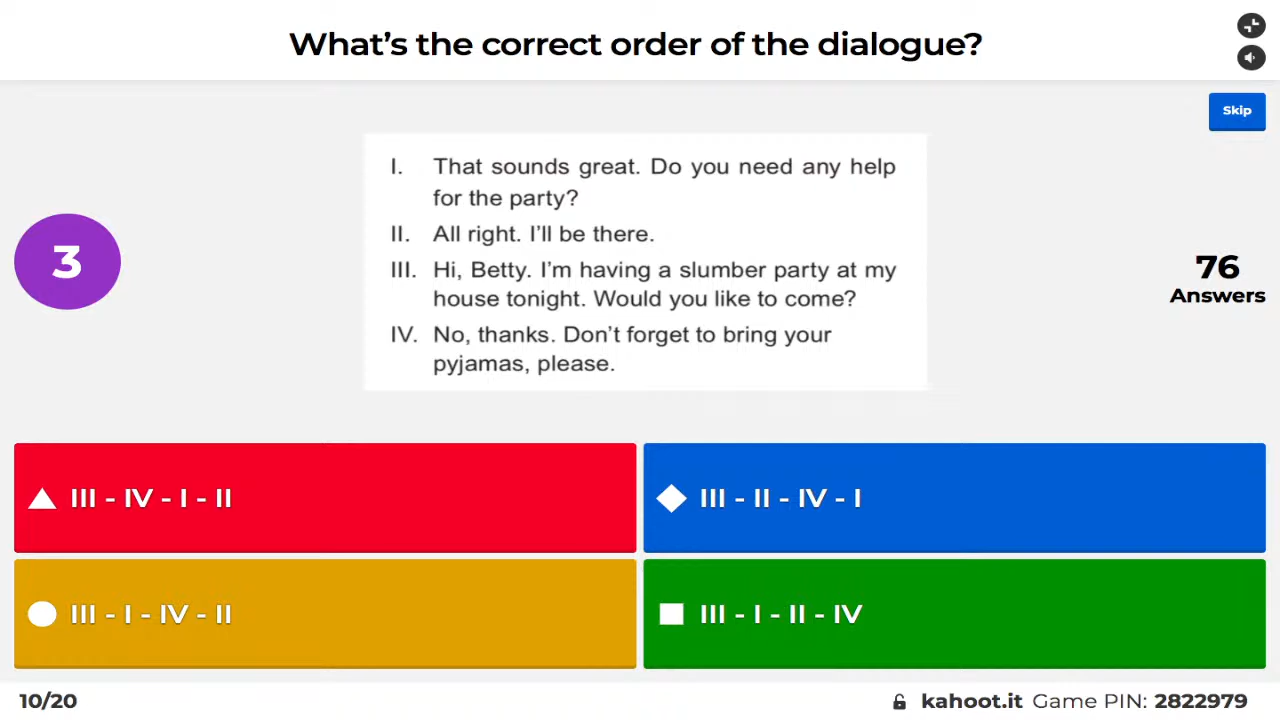 What's the correct order of the dialogue?
Skip
I. That sounds great. Do you need any help
for the party?
II. All right. I'll be there.
III. Hi, Betty. I'm having a slumber party at my
house tonight. Would you like to come?
IV. No, thanks. Don't forget to bring your
pyjamas, please.
3
76
Answers
III - IV - I - II
III - II - IV - I
III - I - IV - II
III - I - II - IV
10/20
kahoot.it Game PIN: 2822979